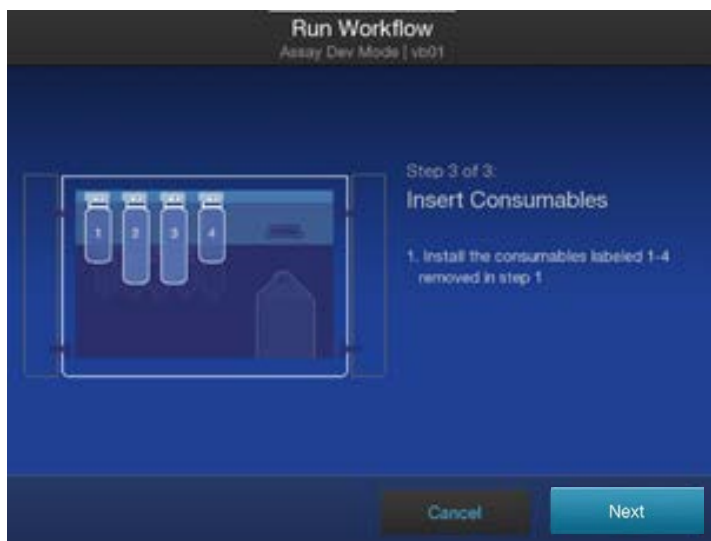 Run Workflow
Assay Dev Mode | vb01
Step 3 of 3:
Insert Consumables
1. Install the consumables labeled 1-4
removed in step 1
1 2 3 4
Cancel Next